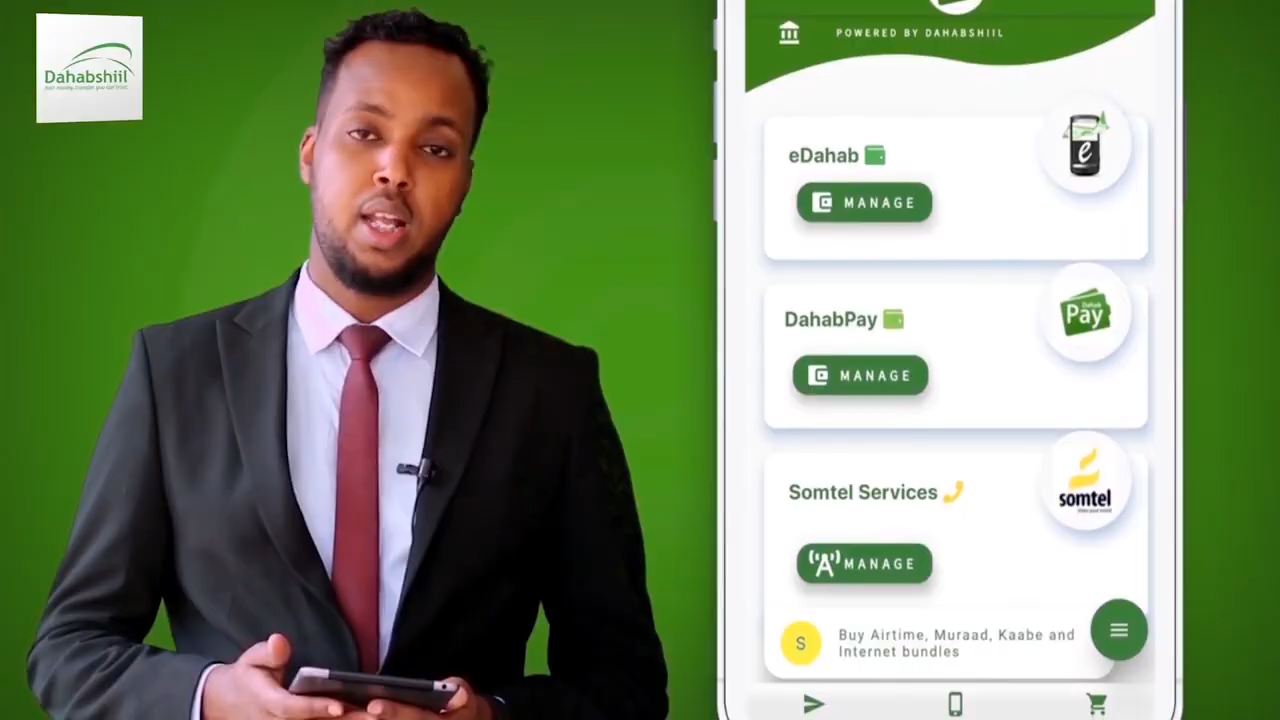 Dahabshiil
POWERED BY DAHABSHIIL
eDahab
e
MANAGE
DahabPay
Dahab
Pay
MANAGE
Somtel Services
somtel
MANAGE
S
Buy Airtime, Muraad, Kaabe and
Internet bundles